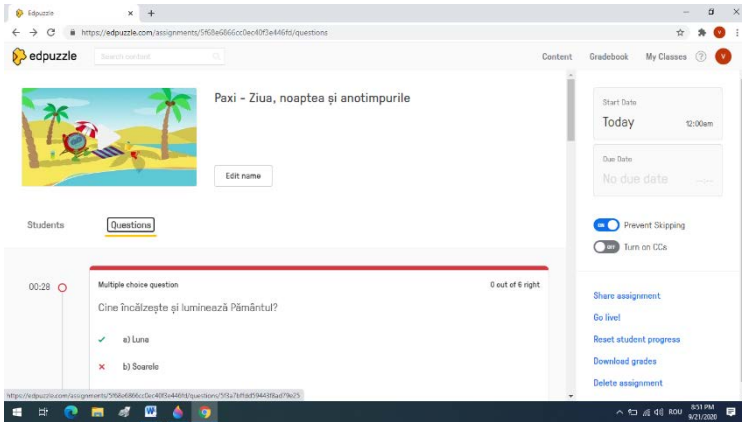 Edpuzzle
https://edpuzzle.com/assignments/5f68e6866cc0ec40f3e446fd/questions
edpuzzle
Search content
Content
Gradebook
My Classes
V
Paxi - Ziua, noaptea și anotimpurile
Edit name
Start Date
Today
12:00am
Due Date
No due date
Students
Questions
ON
Prevent Skipping
OFF
Turn on CCs
00:28
Multiple choice question
0 out of 6 right
Cine încălzește și luminează Pământul?
a) Luna
b) Soarele
Share assignment
Go live!
Reset student progress
Download grades
Delete assignment
ROU
8:51 PM
9/21/2020